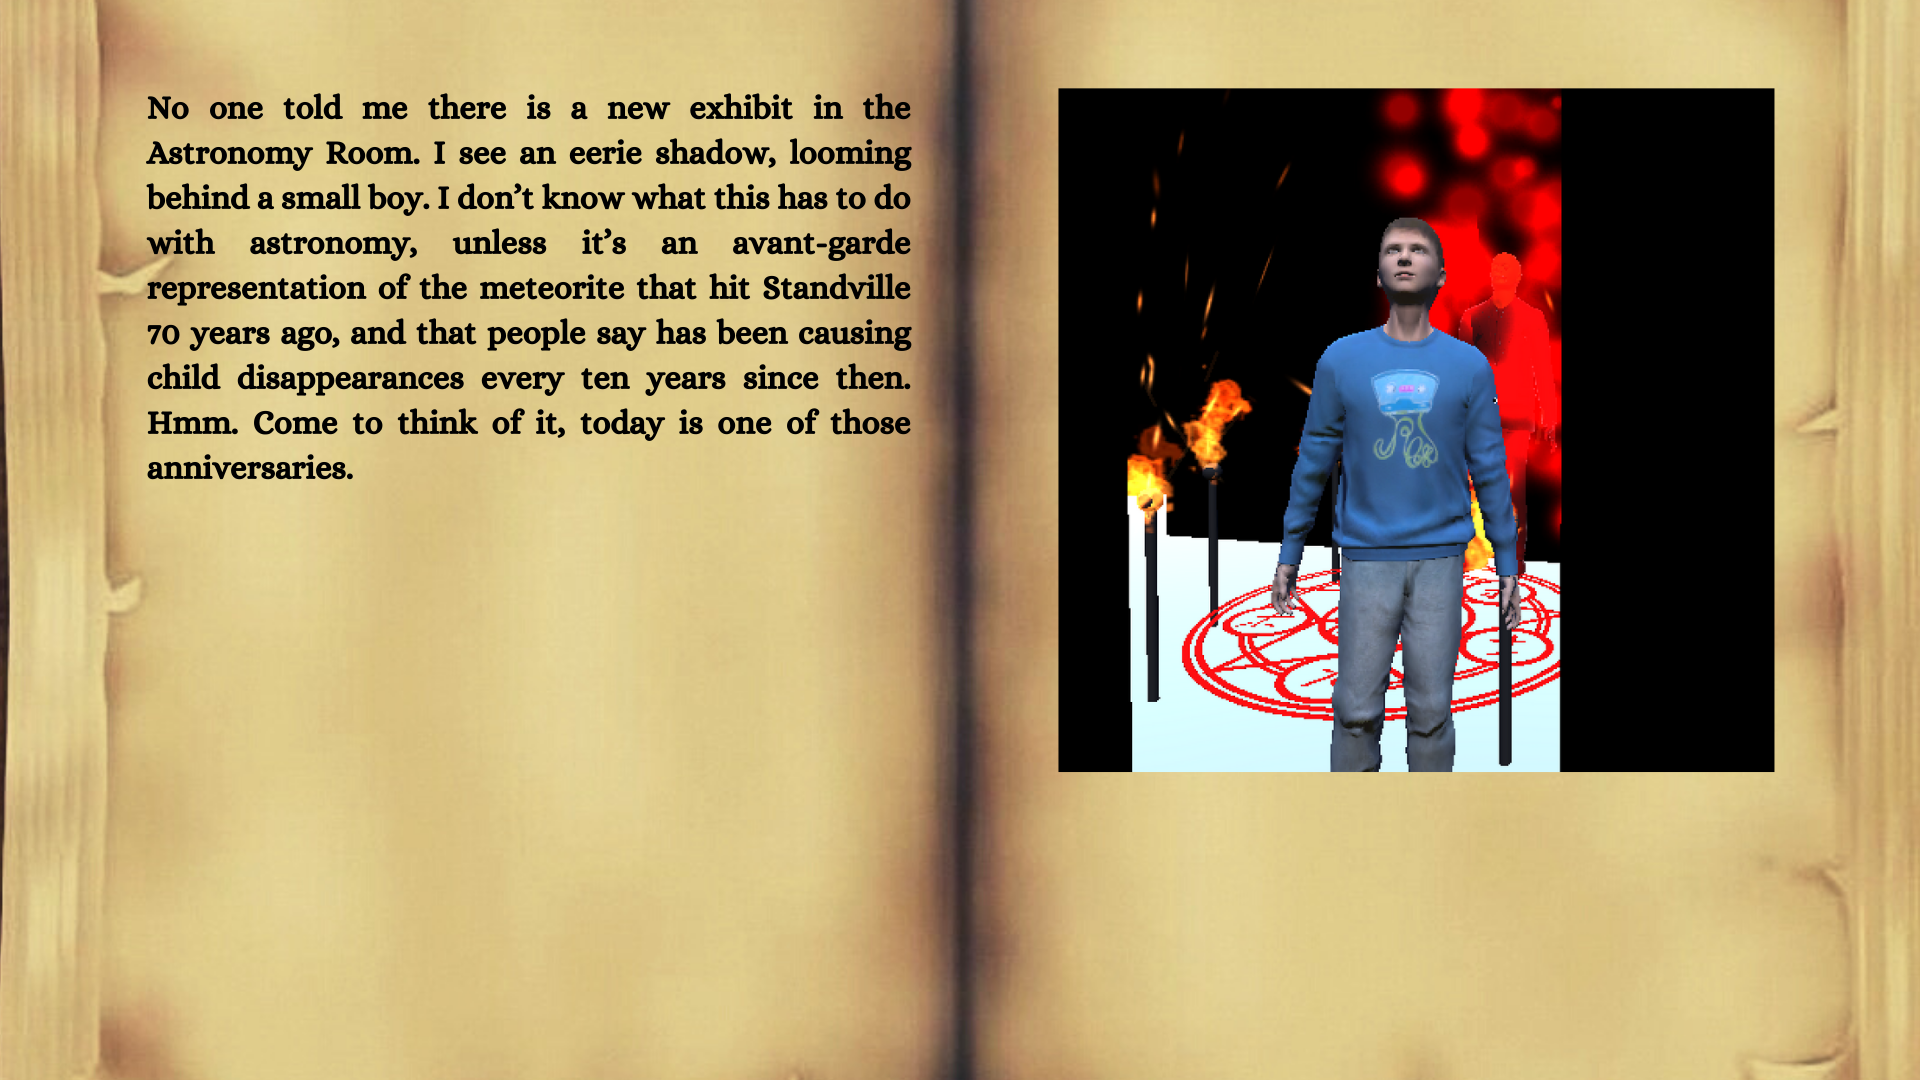 No one told me there is a new exhibit in the
Astronomy Room. I see an eerie shadow, looming
behind a small boy. I don’t know what this has to do
with astronomy, unless it’s an avant-garde
representation of the meteorite that hit Standville
70 years ago, and that people say has been causing
child disappearances every ten years since then.
Hmm. Come to think of it, today is one of those
anniversaries.